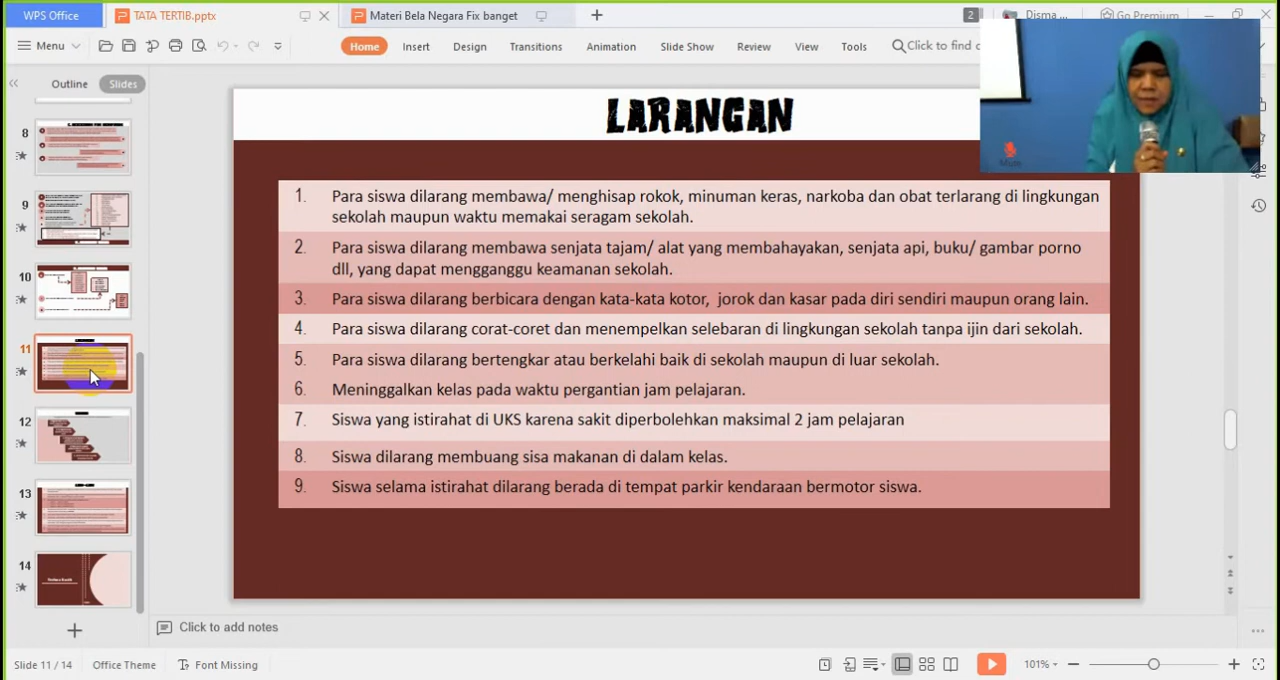 WPS Office
TATA TERTIB.pptx
Materi Bela Negara Fix banget
2
Disma ...
Go Premium
Menu
Home
Insert
Design
Transitions
Animation
Slide Show
Review
View
Tools
Click to find c
Outline
Slides
8
9
10
11
12
13
14
LARANGAN
1. Para siswa dilarang membawa/ menghisap rokok, minuman keras, narkoba dan obat terlarang di lingkungan
sekolah maupun waktu memakai seragam sekolah.
2. Para siswa dilarang membawa senjata tajam/ alat yang membahayakan, senjata api, buku/ gambar porno
dll, yang dapat mengganggu keamanan sekolah.
3. Para siswa dilarang berbicara dengan kata-kata kotor, jorok dan kasar pada diri sendiri maupun orang lain.
4. Para siswa dilarang corat-coret dan menempelkan selebaran di lingkungan sekolah tanpa ijin dari sekolah.
5. Para siswa dilarang bertengkar atau berkelahi baik di sekolah maupun di luar sekolah.
6. Meninggalkan kelas pada waktu pergantian jam pelajaran.
7. Siswa yang istirahat di UKS karena sakit diperbolehkan maksimal 2 jam pelajaran
8. Siswa dilarang membuang sisa makanan di dalam kelas.
9. Siswa selama istirahat dilarang berada di tempat parkir kendaraan bermotor siswa.
Mute
Click to add notes
Slide 11 / 14
Office Theme
Font Missing
101%